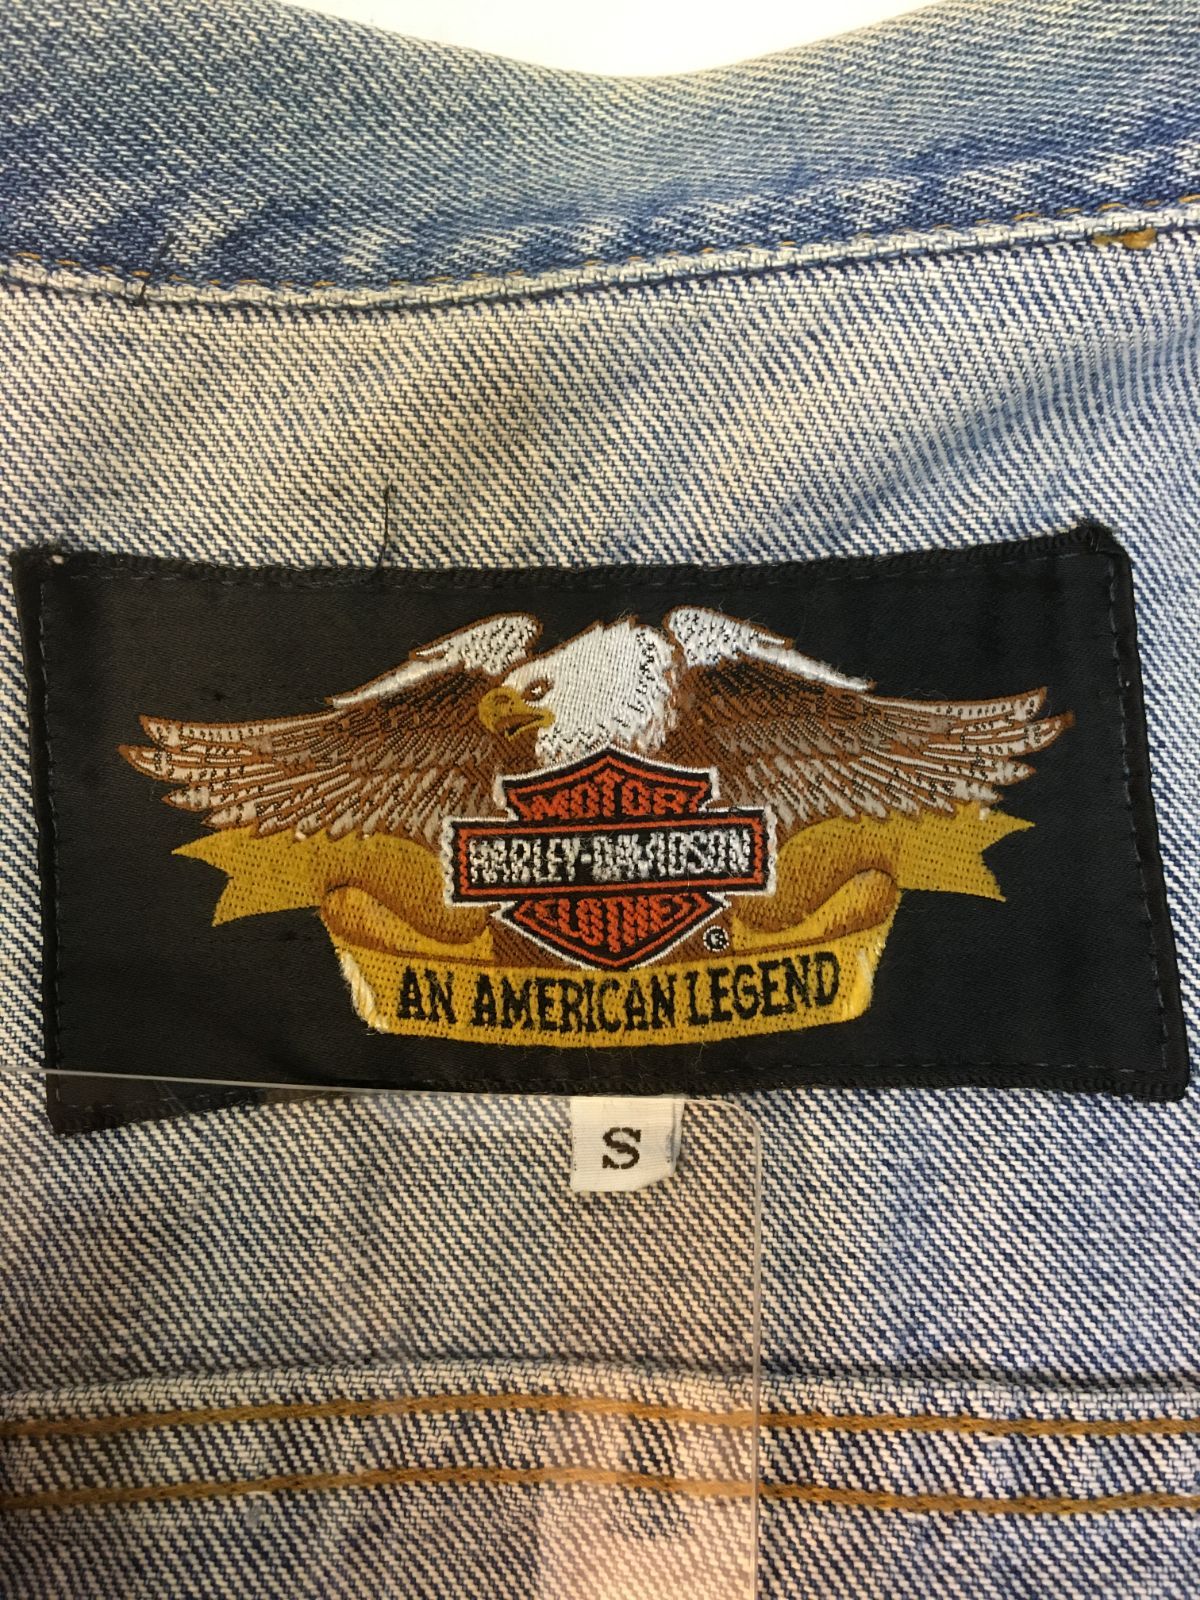 MOTOR
HARLEY-DAVIDSON
CLOTHES
®
AN AMERICAN LEGEND
S